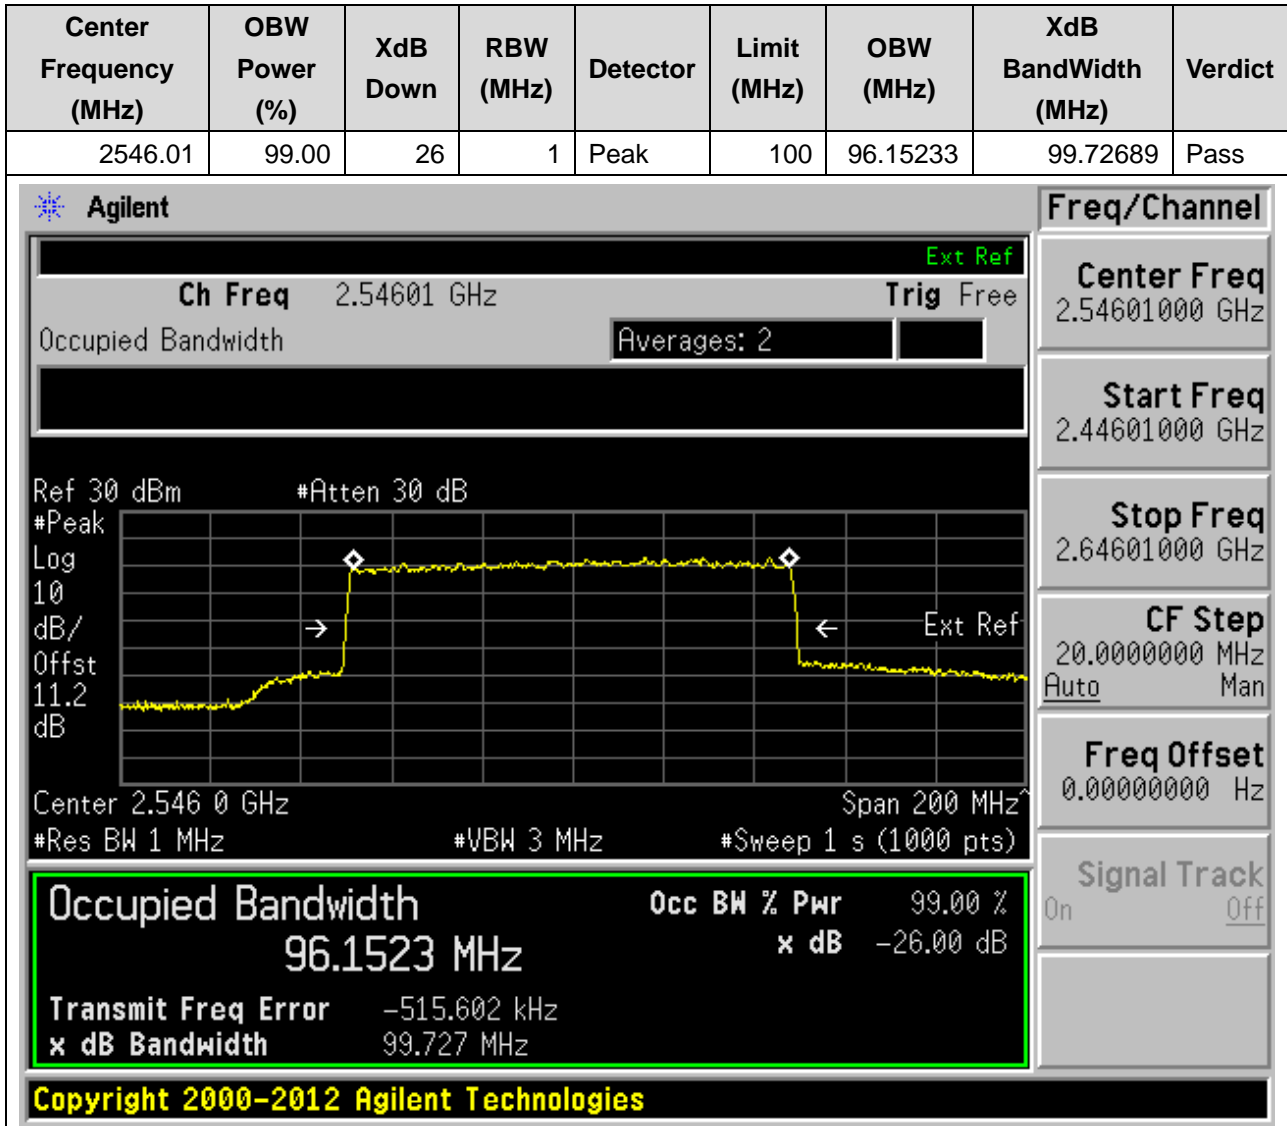 Center Frequency (MHz) OBW Power (%) XdB Down RBW (MHz) Detector Limit (MHz) OBW (MHz) XdB BandWidth (MHz) Verdict
2546.01 99.00 26 1 Peak 100 96.15233 99.72689 Pass
Agilent
Freq/Channel
Ext Ref
Ch Freq 2.54601 GHz Trig Free
Occupied Bandwidth Averages: 2
Center Freq
2.54601000 GHz
Start Freq
2.44601000 GHz
Stop Freq
2.64601000 GHz
CF Step
20.0000000 MHz
Auto Man
Freq Offset
0.00000000 Hz
Signal Track
On Off
Ref 30 dBm #Atten 30 dB
#Peak
Log
10
dB/
Offst
11.2
dB
Ext Ref
Center 2.546 0 GHz Span 200 MHz^
#Res BW 1 MHz #VBW 3 MHz #Sweep 1 s (1000 pts)
Occupied Bandwidth Occ BW % Pwr 99.00 %
96.1523 MHz x dB -26.00 dB
Transmit Freq Error -515.602 kHz
x dB Bandwidth 99.727 MHz
Copyright 2000-2012 Agilent Technologies